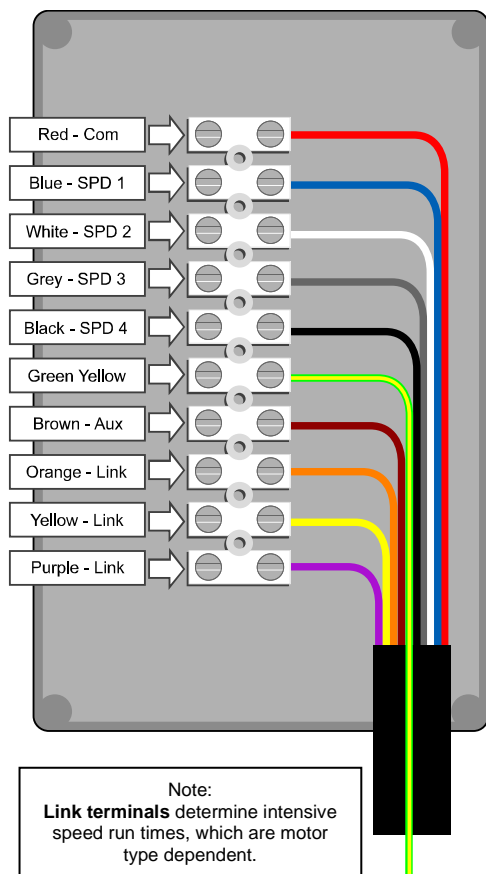 Red - Com
Blue - SPD 1
White - SPD 2
Grey - SPD 3
Black - SPD 4
Green Yellow
Brown - Aux
Orange - Link
Yellow - Link
Purple - Link
Note:
Link terminals determine intensive
speed run times, which are motor
type dependent.